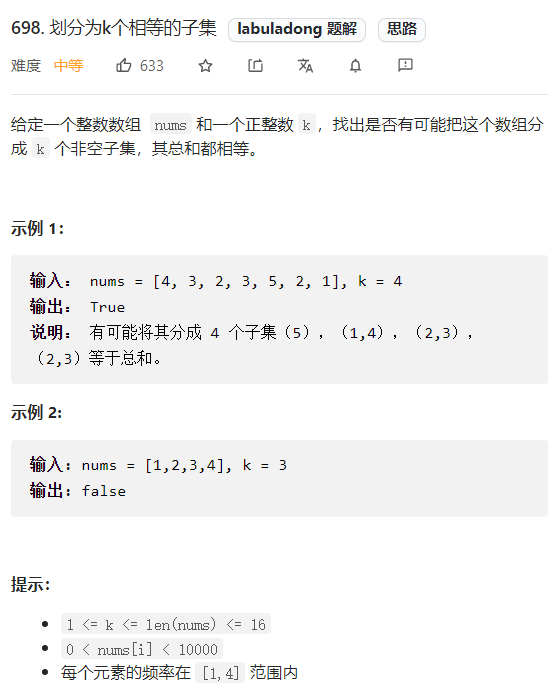 698. 划分为k个相等的子集 labuladong 题解 思路
难度 中等 633
给定一个整数数组 nums 和一个正整数 k，找出是否有可能把这个数组分
成 k 个非空子集，其总和都相等。
示例 1：
输入： nums = [4, 3, 2, 3, 5, 2, 1], k = 4
输出： True
说明： 有可能将其分成 4 个子集（5），（1,4），（2,3），
（2,3）等于总和。
示例 2:
输入：nums = [1,2,3,4], k = 3
输出：false
提示：
1 <= k <= len(nums) <= 16
0 < nums[i] < 10000
每个元素的频率在 [1,4] 范围内